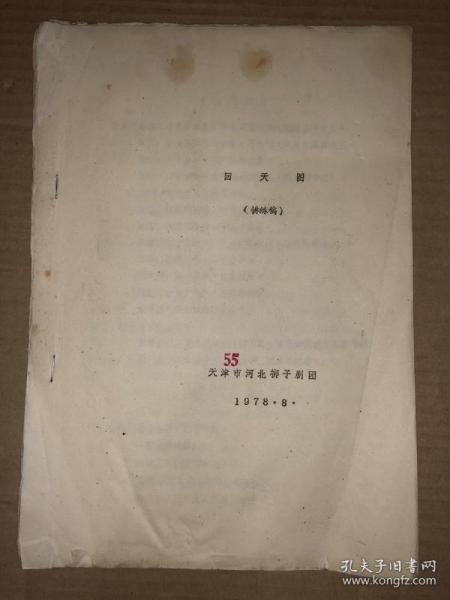 回天图
（排练稿）
55
天津市河北梆子剧团
1978·8·
孔夫子旧书网
www.kongfz.com